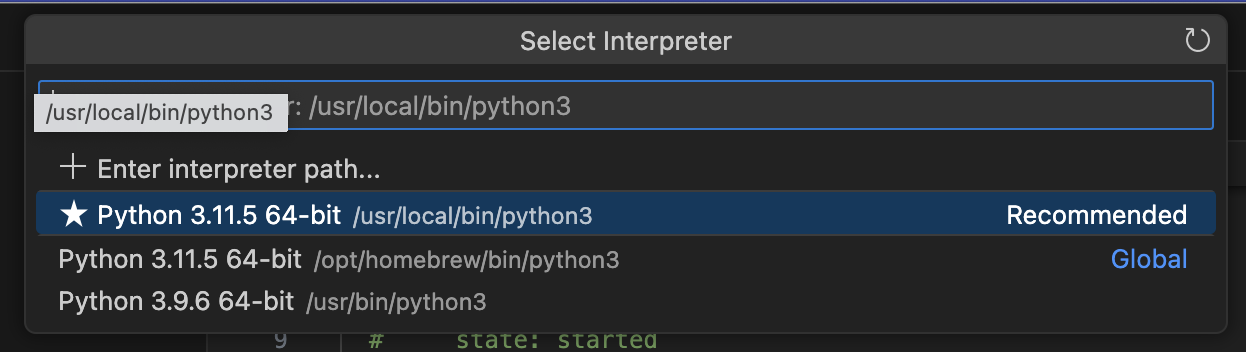 Select Interpreter
/usr/local/bin/python3 r: /usr/local/bin/python3
Enter interpreter path...
★ Python 3.11.5 64-bit /usr/local/bin/python3 Recommended
Python 3.11.5 64-bit /opt/homebrew/bin/python3 Global
Python 3.9.6 64-bit /usr/bin/python3
9 # state: started